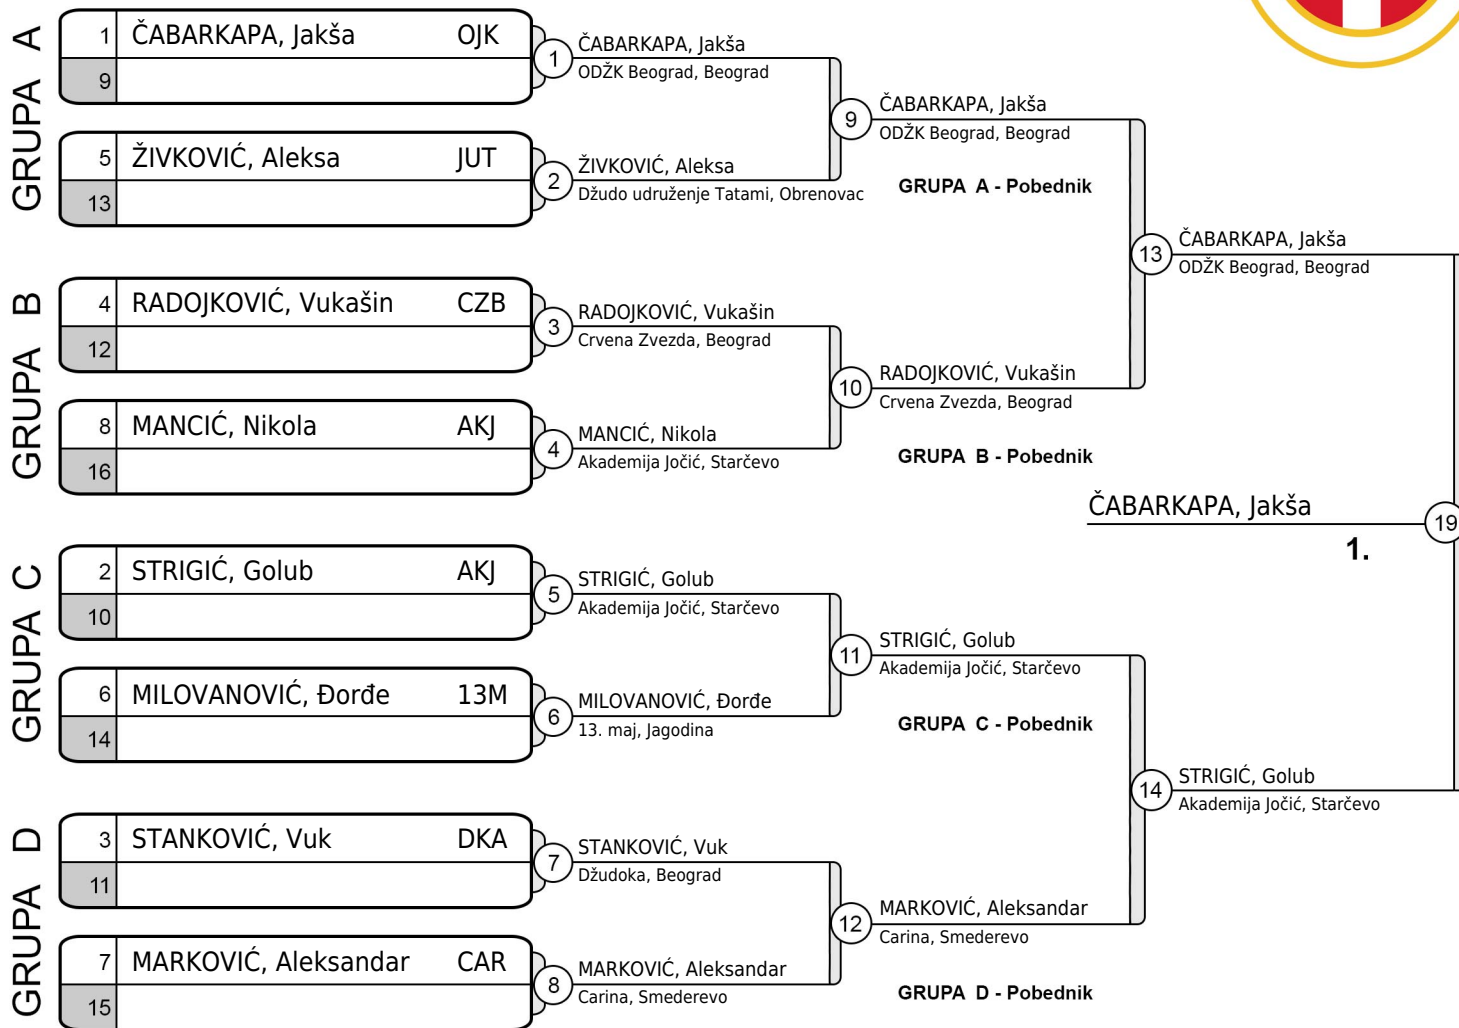 GRUPA A
1 ČABARKAPA, Jakša OJK
9
5 ŽIVKOVIĆ, Aleksa JUT
13
GRUPA B
4 RADOJKOVIĆ, Vukašin CZB
12
8 MANCIĆ, Nikola AKJ
16
GRUPA C
2 STRIGIĆ, Golub AKJ
10
6 MILOVANOVIĆ, Đorđe 13M
14
GRUPA D
3 STANKOVIĆ, Vuk DKA
11
7 MARKOVIĆ, Aleksandar CAR
15
1 ČABARKAPA, Jakša
ODŽK Beograd, Beograd
2 ŽIVKOVIĆ, Aleksa
Džudo udruženje Tatami, Obrenovac
3 RADOJKOVIĆ, Vukašin
Crvena Zvezda, Beograd
4 MANCIĆ, Nikola
Akademija Jočić, Starčevo
5 STRIGIĆ, Golub
Akademija Jočić, Starčevo
6 MILOVANOVIĆ, Đorđe
13. maj, Jagodina
7 STANKOVIĆ, Vuk
Džudoka, Beograd
8 MARKOVIĆ, Aleksandar
Carina, Smederevo
9 ČABARKAPA, Jakša
ODŽK Beograd, Beograd
GRUPA A - Pobednik
10 RADOJKOVIĆ, Vukašin
Crvena Zvezda, Beograd
GRUPA B - Pobednik
11 STRIGIĆ, Golub
Akademija Jočić, Starčevo
GRUPA C - Pobednik
12 MARKOVIĆ, Aleksandar
Carina, Smederevo
GRUPA D - Pobednik
13 ČABARKAPA, Jakša
ODŽK Beograd, Beograd
14 STRIGIĆ, Golub
Akademija Jočić, Starčevo
ČABARKAPA, Jakša 19
1.